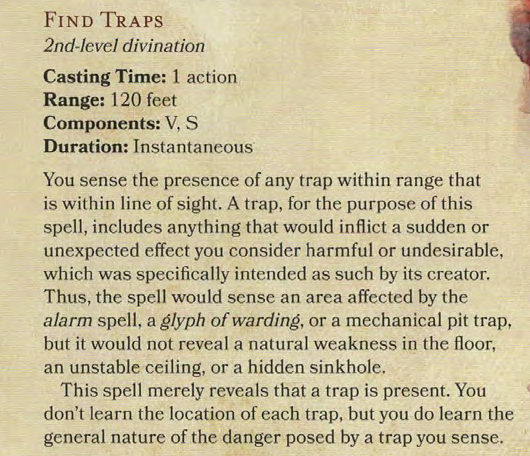 Find Traps
2nd-level divination
Casting Time: 1 action
Range: 120 feet
Components: V, S
Duration: Instantaneous
You sense the presence of any trap within range that
is within line of sight. A trap, for the purpose of this
spell, includes anything that would inflict a sudden or
unexpected effect you consider harmful or undesirable,
which was specifically intended as such by its creator.
Thus, the spell would sense an area affected by the
alarm spell, a glyph of warding, or a mechanical pit trap,
but it would not reveal a natural weakness in the floor,
an unstable ceiling, or a hidden sinkhole.
This spell merely reveals that a trap is present. You
don't learn the location of each trap, but you do learn the
general nature of the danger posed by a trap you sense.